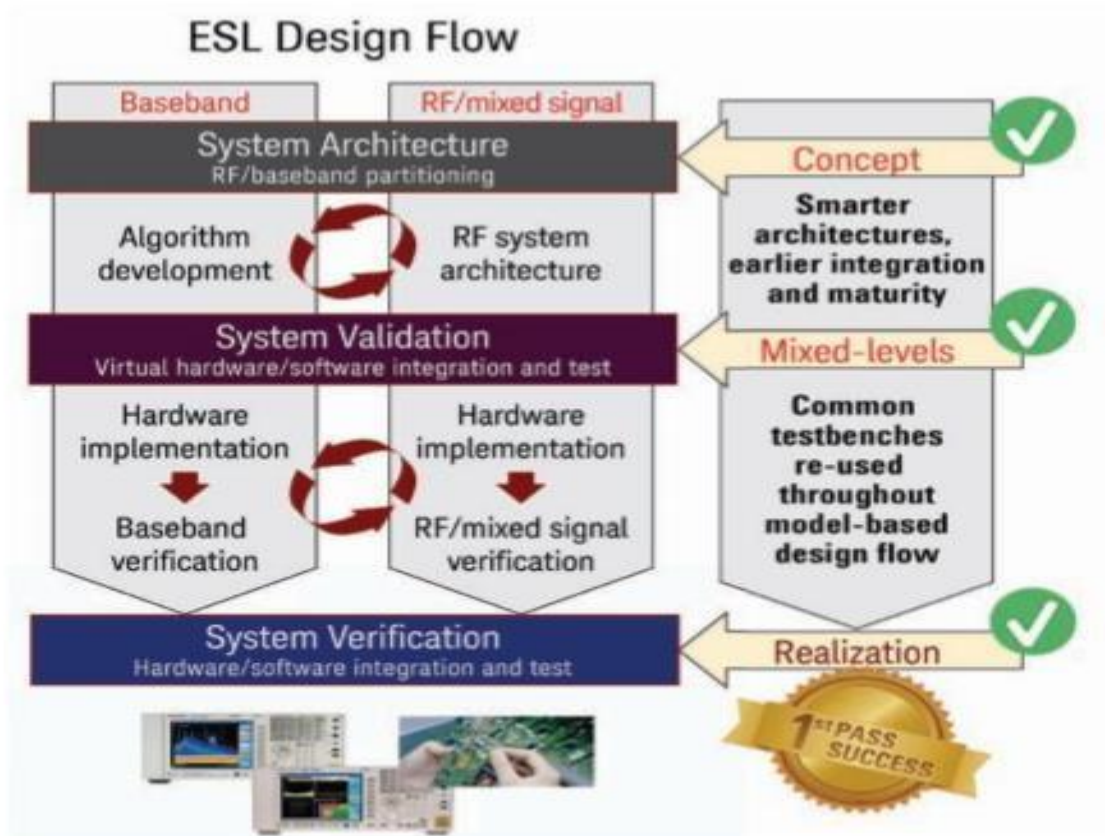 ESL Design Flow
Baseband
RF/mixed signal
System Architecture
RF/baseband partitioning
Concept
Algorithm
development
RF system
architecture
Smarter
architectures,
earlier integration
and maturity
System Validation
Virtual hardware/software integration and test
Mixed-levels
Hardware
implementation
Baseband
verification
Hardware
implementation
RF/mixed signal
verification
Common
testbenches
re-used
throughout
model-based
design flow
System Verification
Hardware/software integration and test
Realization
1ST PASS
SUCCESS